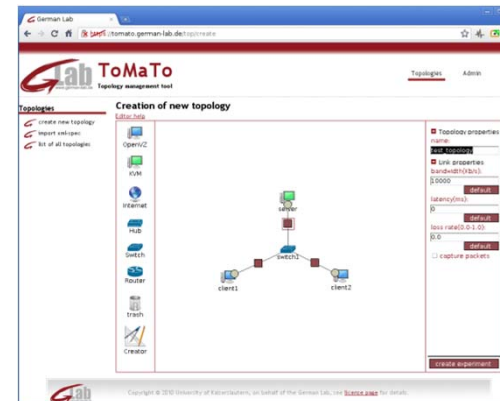 German Lab
https://tomato.german-lab.de/top/create
Glab
ToMaTo
Topology management tool
Topologies
Admin
Topologies
create new topology
import xml-spec
list of all topologies
Creation of new topology
Editor help
OpenVZ
KVM
Internet
Hub
Switch
Router
trash
Creator
server
switch1
client1
client2
Topology properties
name:
test_topology
Link properties
bandwidth(Kb/s):
10000
default
latency(ms):
0
default
loss rate(0.0-1.0):
0.0
default
capture packets
create experiment
Glab
Copyright © 2010 University of Kaiserslautern, on behalf of the German Lab, see license page for details.